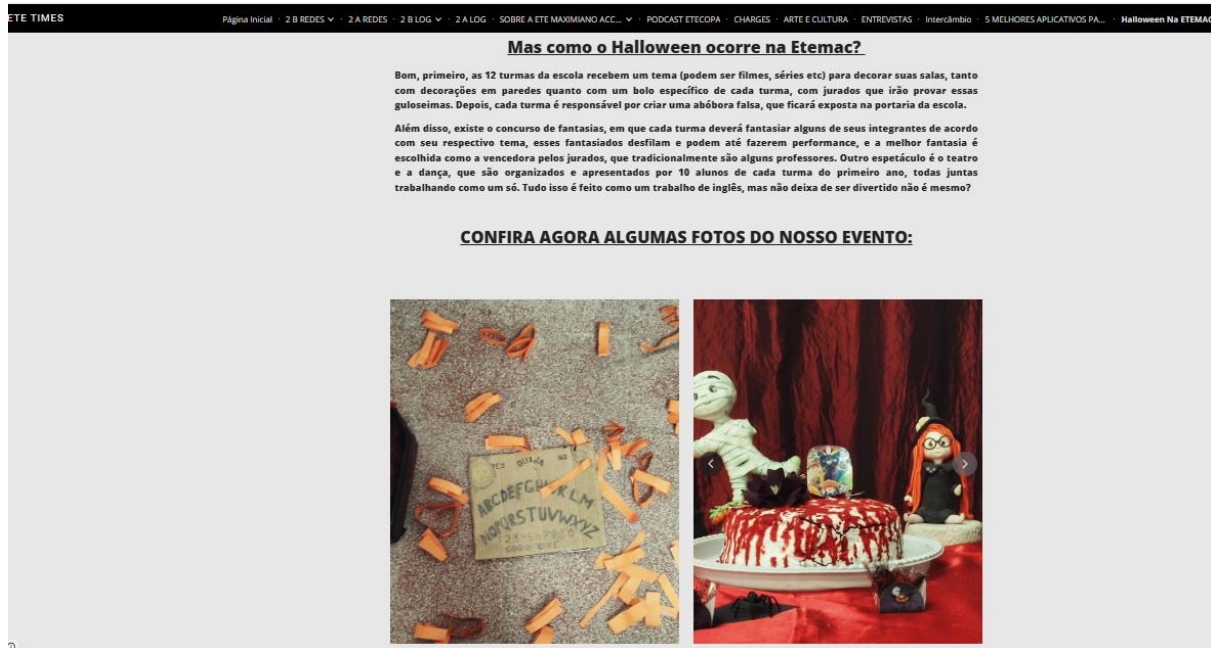 ETE TIMES
Página Inicial · 2 B REDES · 2 A REDES · 2 B LOG · 2 A LOG · SOBRE A ETE MAXIMIANO ACC... · PODCAST ETECOPA · CHARGES · ARTE E CULTURA · ENTREVISTAS · Intercâmbio · 5 MELHORES APLICATIVOS PA... · Halloween Na ETEMAC
Mas como o Halloween ocorre na Etemac?
Bom, primeiro, as 12 turmas da escola recebem um tema (podem ser filmes, séries etc) para decorar suas salas, tanto
com decorações em paredes quanto com um bolo específico de cada turma, com jurados que irão provar essas
guloseimas. Depois, cada turma é responsável por criar uma abóbora falsa, que ficará exposta na portaria da escola.
Além disso, existe o concurso de fantasias, em que cada turma deverá fantasiar alguns de seus integrantes de acordo
com seu respectivo tema, esses fantasiados desfilam e podem até fazerem performance, e a melhor fantasia é
escolhida como a vencedora pelos jurados, que tradicionalmente são alguns professores. Outro espetáculo é o teatro
e a dança, que são organizados e apresentados por 10 alunos de cada turma do primeiro ano, todas juntas
trabalhando como um só. Tudo isso é feito como um trabalho de inglês, mas não deixa de ser divertido não é mesmo?
CONFIRA AGORA ALGUMAS FOTOS DO NOSSO EVENTO:
YES OUIJA NO
ABCDEFGH KLM
NOPQRSTUVWXYZ